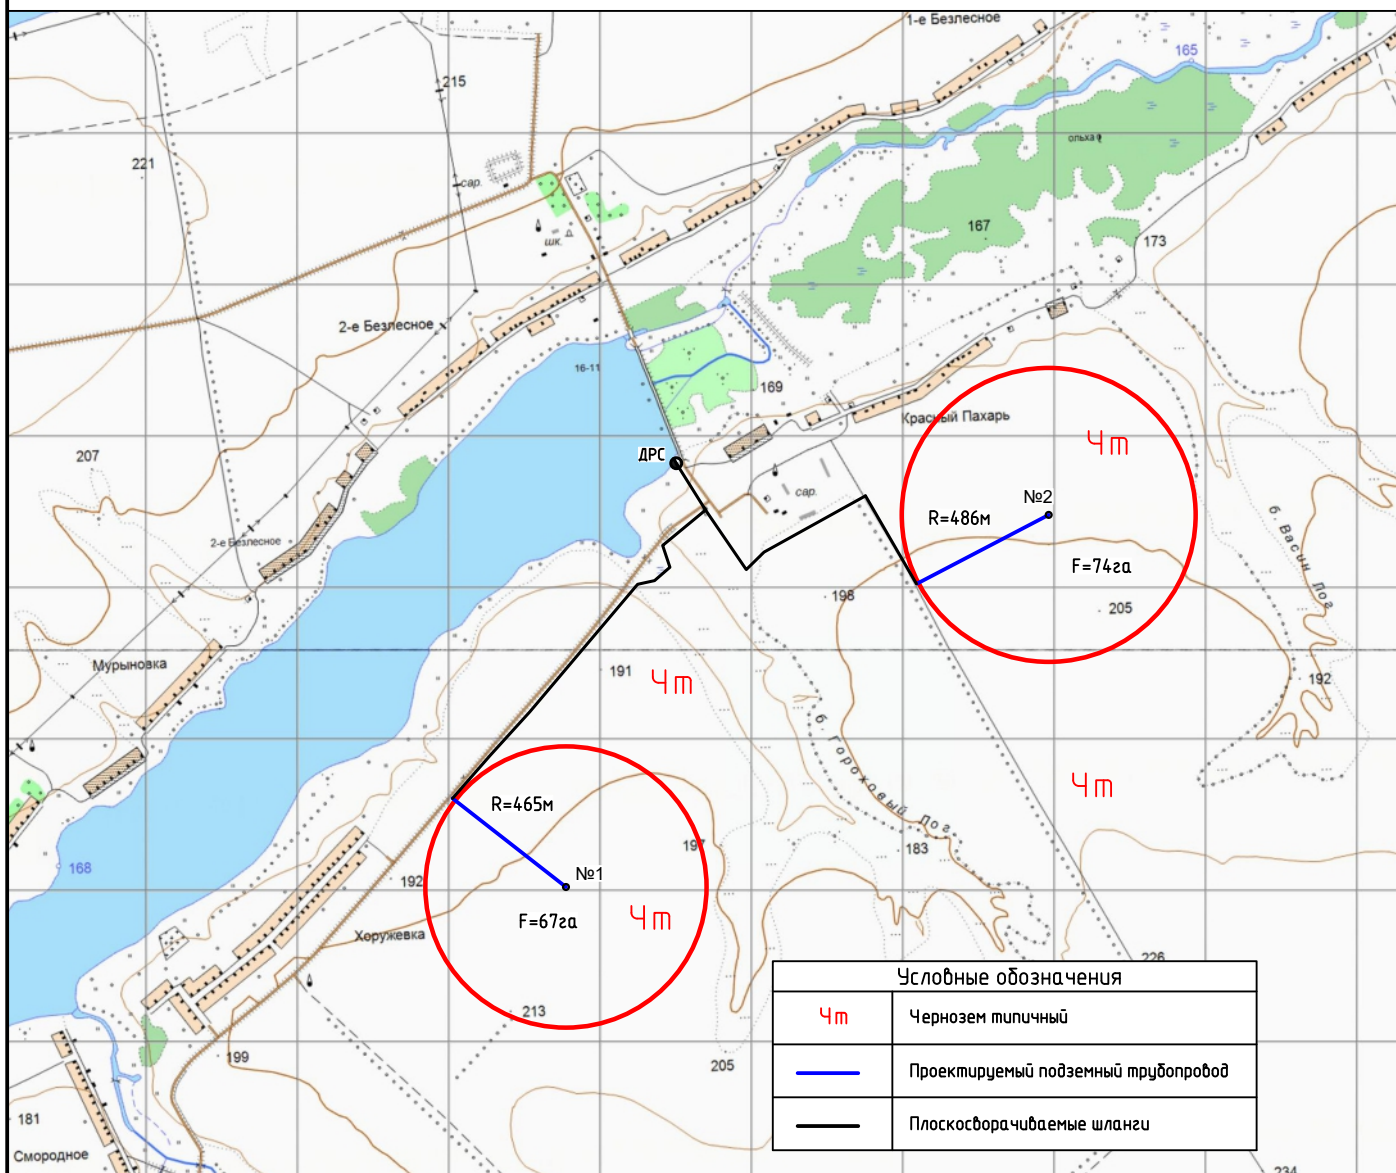 1-е Безлесное
165
215
ольха
221
сар.
167
173
шк.
2-е Безлесное
16-11
169
Красный Пахарь
Чт
207
ДРС
сар.
№2
R=486м
б. Васин Лог
2-е Безлесное
F=74га
198
205
Мурыновка
191
Чт
192
б. Гороховый Лог
Чт
R=465м
197
183
168
192
№1
Чт
F=67га
Хоружевка
226
213
199
205
181
Смородное
234
Условные обозначения
Чт Чернозем типичный
Проектируемый подземный трубопровод
Плоскосворачиваемые шланги